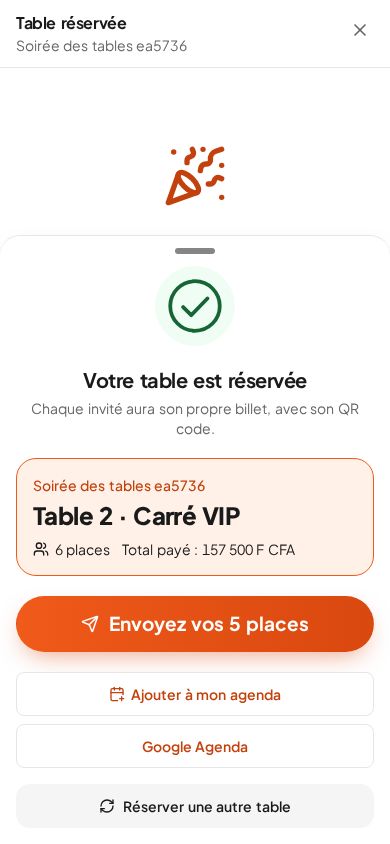 Table réservée
Soirée des tables ea5736
Votre table est réservée
Chaque invité aura son propre billet, avec son QR
code.
Soirée des tables ea5736
Table 2 · Carré VIP
6 places Total payé : 157 500 F CFA
Envoyez vos 5 places
Ajouter à mon agenda
Google Agenda
Réserver une autre table